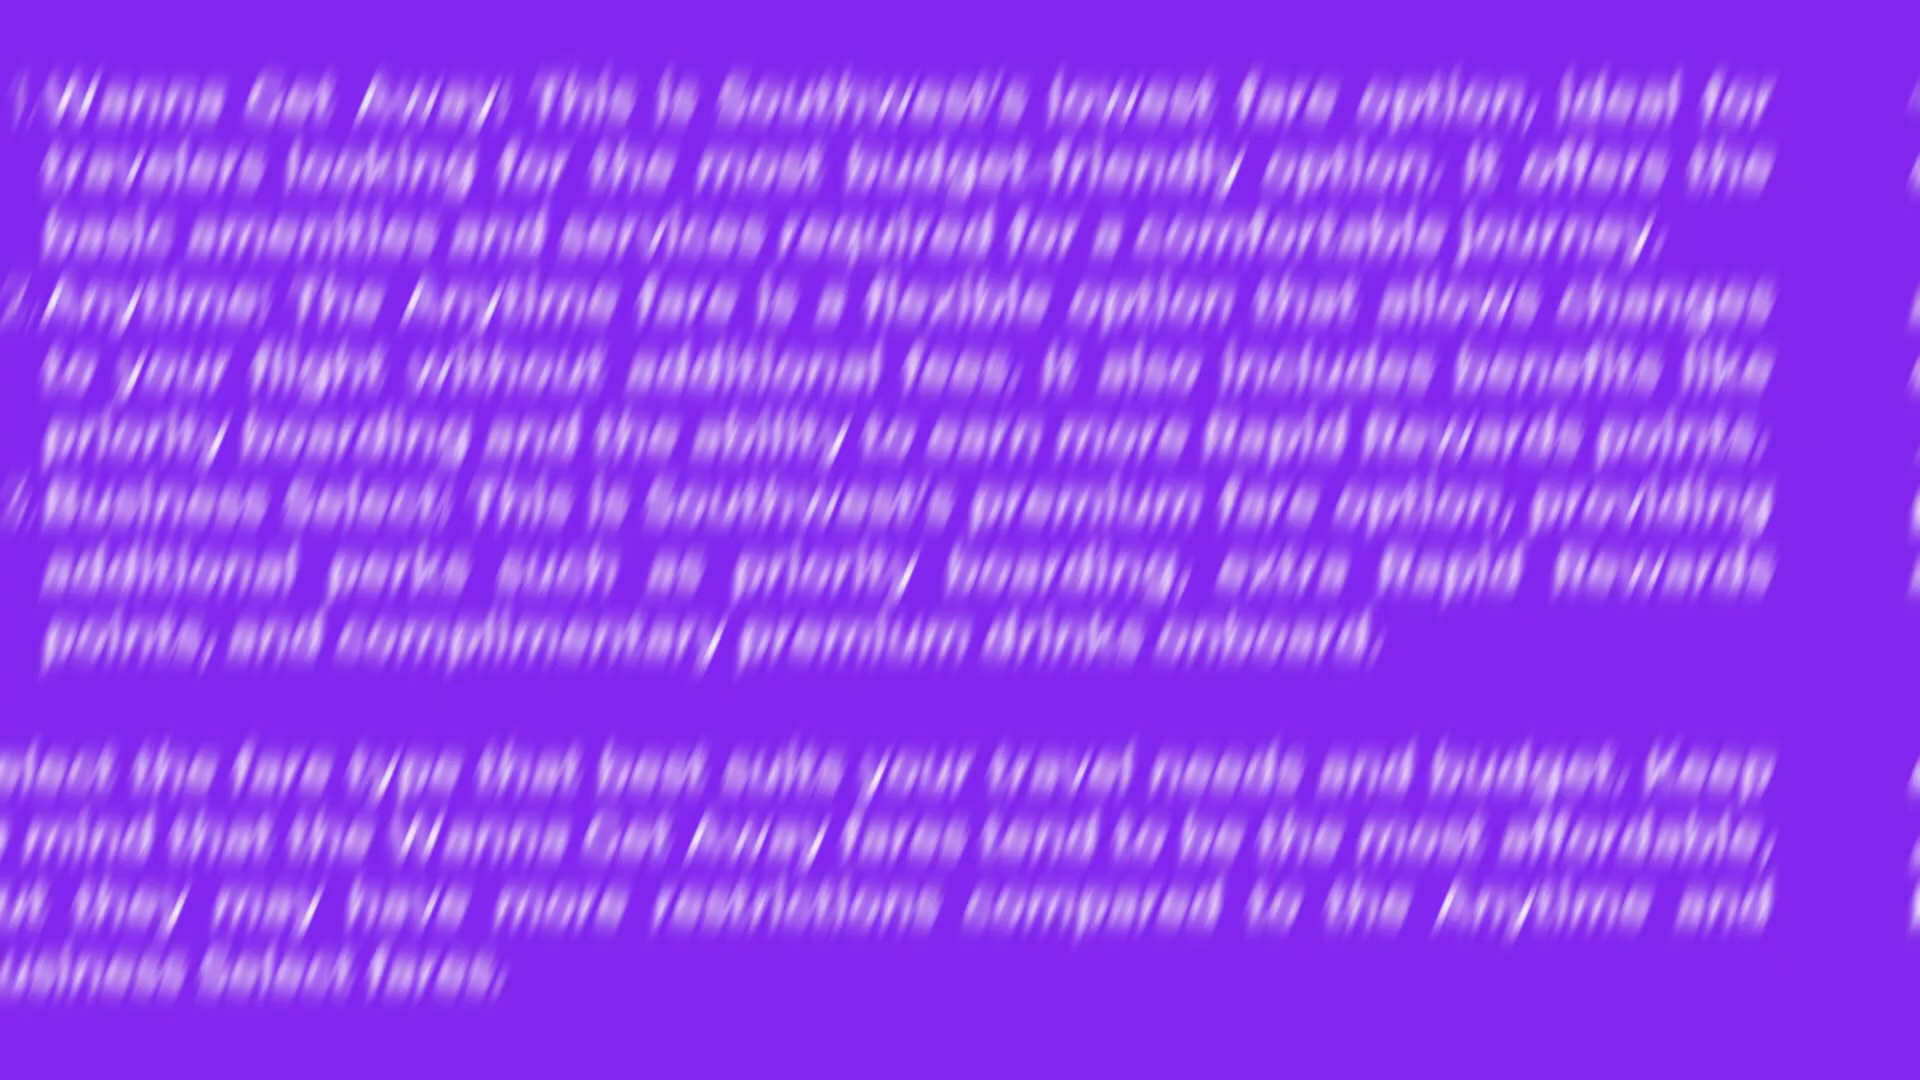 Wanna Get Away: This is Southwest's lowest fare option, ideal for
travelers looking for the most budget-friendly option. It offers the
basic amenities and services required for a comfortable journey.
Anytime: The Anytime fare is a flexible option that allows changes
to your flight without additional fees. It also includes benefits like
priority boarding and the ability to earn more Rapid Rewards points.
Business Select: This is Southwest's premium fare option, providing
additional perks such as priority boarding, extra Rapid Rewards
points, and complimentary premium drinks onboard.
the fare type that best suits your travel needs and budget. Keep
mind that the Wanna Get Away fares tend to be the most affordable,
they may have more restrictions compared to the Anytime and
Select fares.